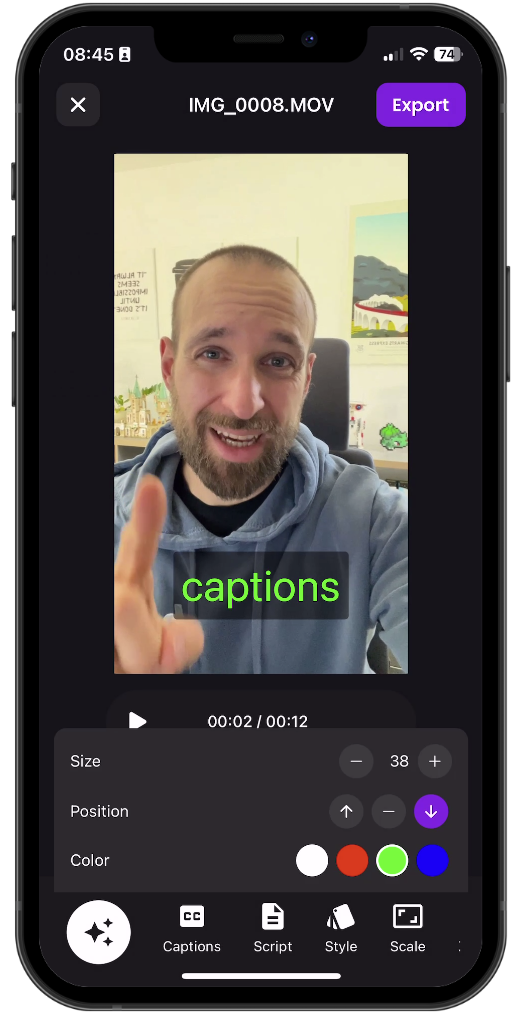 08:45
74
IMG_0008.MOV
Export
"IT ALWAYS
SEEMS
IMPOSSIBLE
UNTIL
IT'S DONE"
captions
00:02 / 00:12
Size
38
Position
Color
CC
Captions
Script
Style
Scale